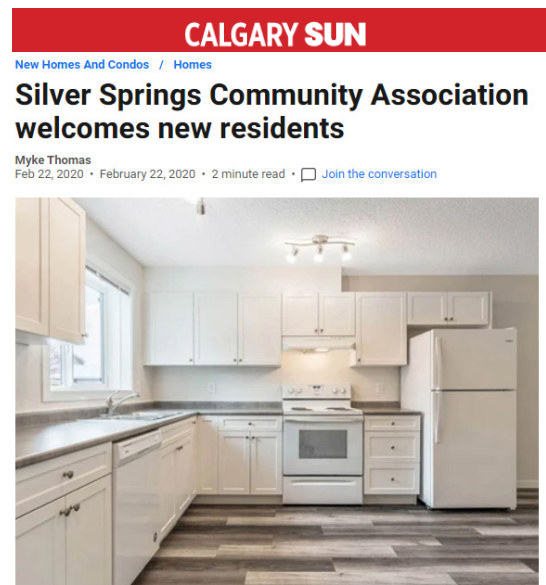 CALGARY SUN
New Homes And Condos / Homes
Silver Springs Community Association
welcomes new residents
Myke Thomas
Feb 22, 2020 • February 22, 2020 • 2 minute read • Join the conversation